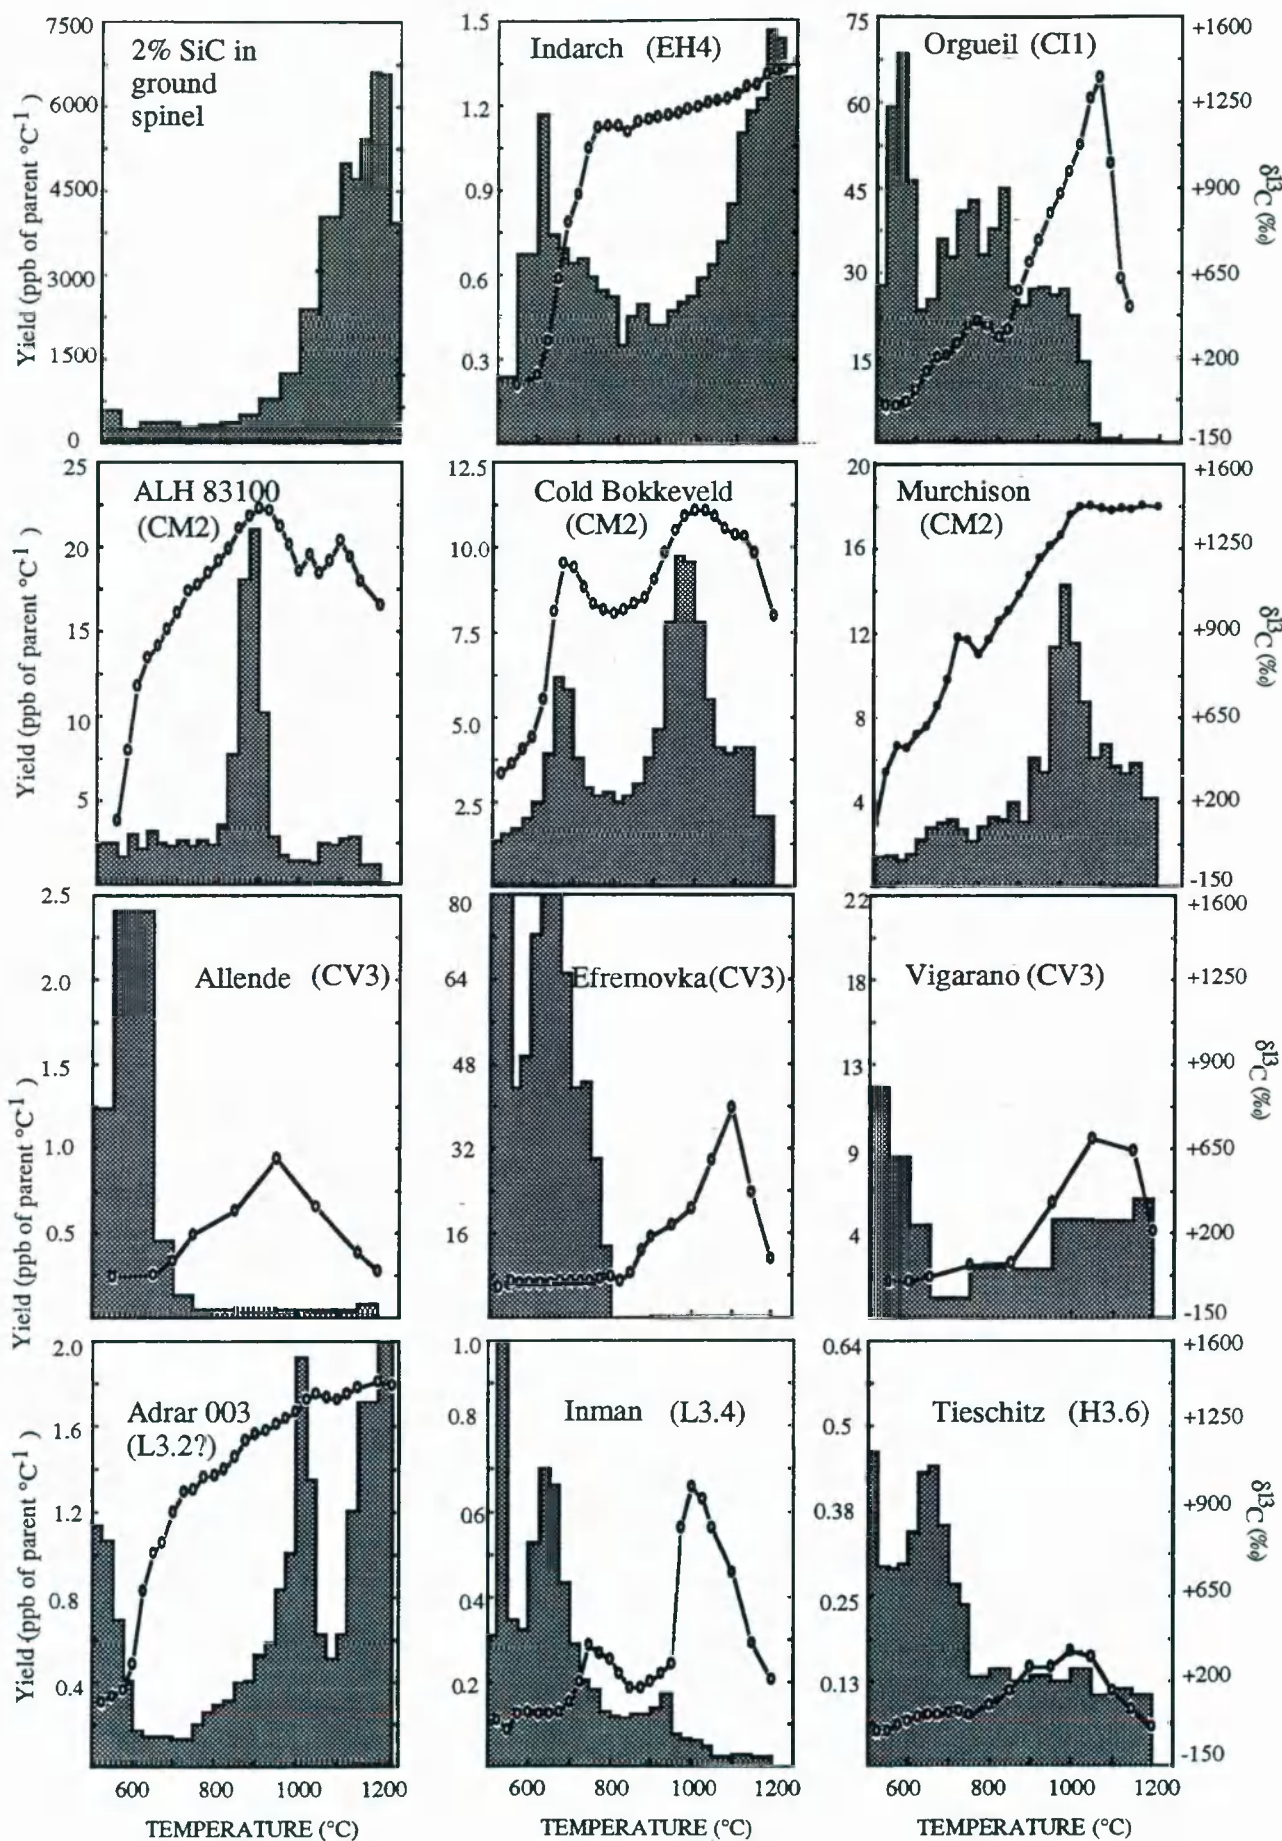 2% SiC in
ground
spinel
Yield (ppb of parent °C-1)
7500
6000
4500
3000
1500
0
Indarch (EH4)
1.5
1.2
0.9
0.6
0.3
Orgueil (CI1)
75
60
45
30
15
+1600
+1250
+900
+650
+200
-150
δ13C (‰)
ALH 83100
(CM2)
Yield (ppb of parent °C-1)
25
20
15
10
5
Cold Bokkeveld
(CM2)
12.5
10.0
7.5
5.0
2.5
Murchison
(CM2)
20
16
12
8
4
+1600
+1250
+900
+650
+200
-150
δ13C (‰)
Allende (CV3)
Yield (ppb of parent °C-1)
2.5
2.0
1.5
1.0
0.5
Efremovka(CV3)
80
64
48
32
16
Vigarano (CV3)
22
18
13
9
4
+1600
+1250
+900
+650
+200
-150
δ13C (‰)
Adrar 003
(L3.2?)
Yield (ppb of parent °C-1)
2.0
1.6
1.2
0.8
0.4
Inman (L3.4)
1.0
0.8
0.6
0.4
0.2
Tieschitz (H3.6)
0.64
0.5
0.38
0.25
0.13
+1600
+1250
+900
+650
+200
-150
δ13C (‰)
600 800 1000 1200
600 800 1000 1200
600 800 1000 1200
TEMPERATURE (°C)
TEMPERATURE (°C)
TEMPERATURE (°C)